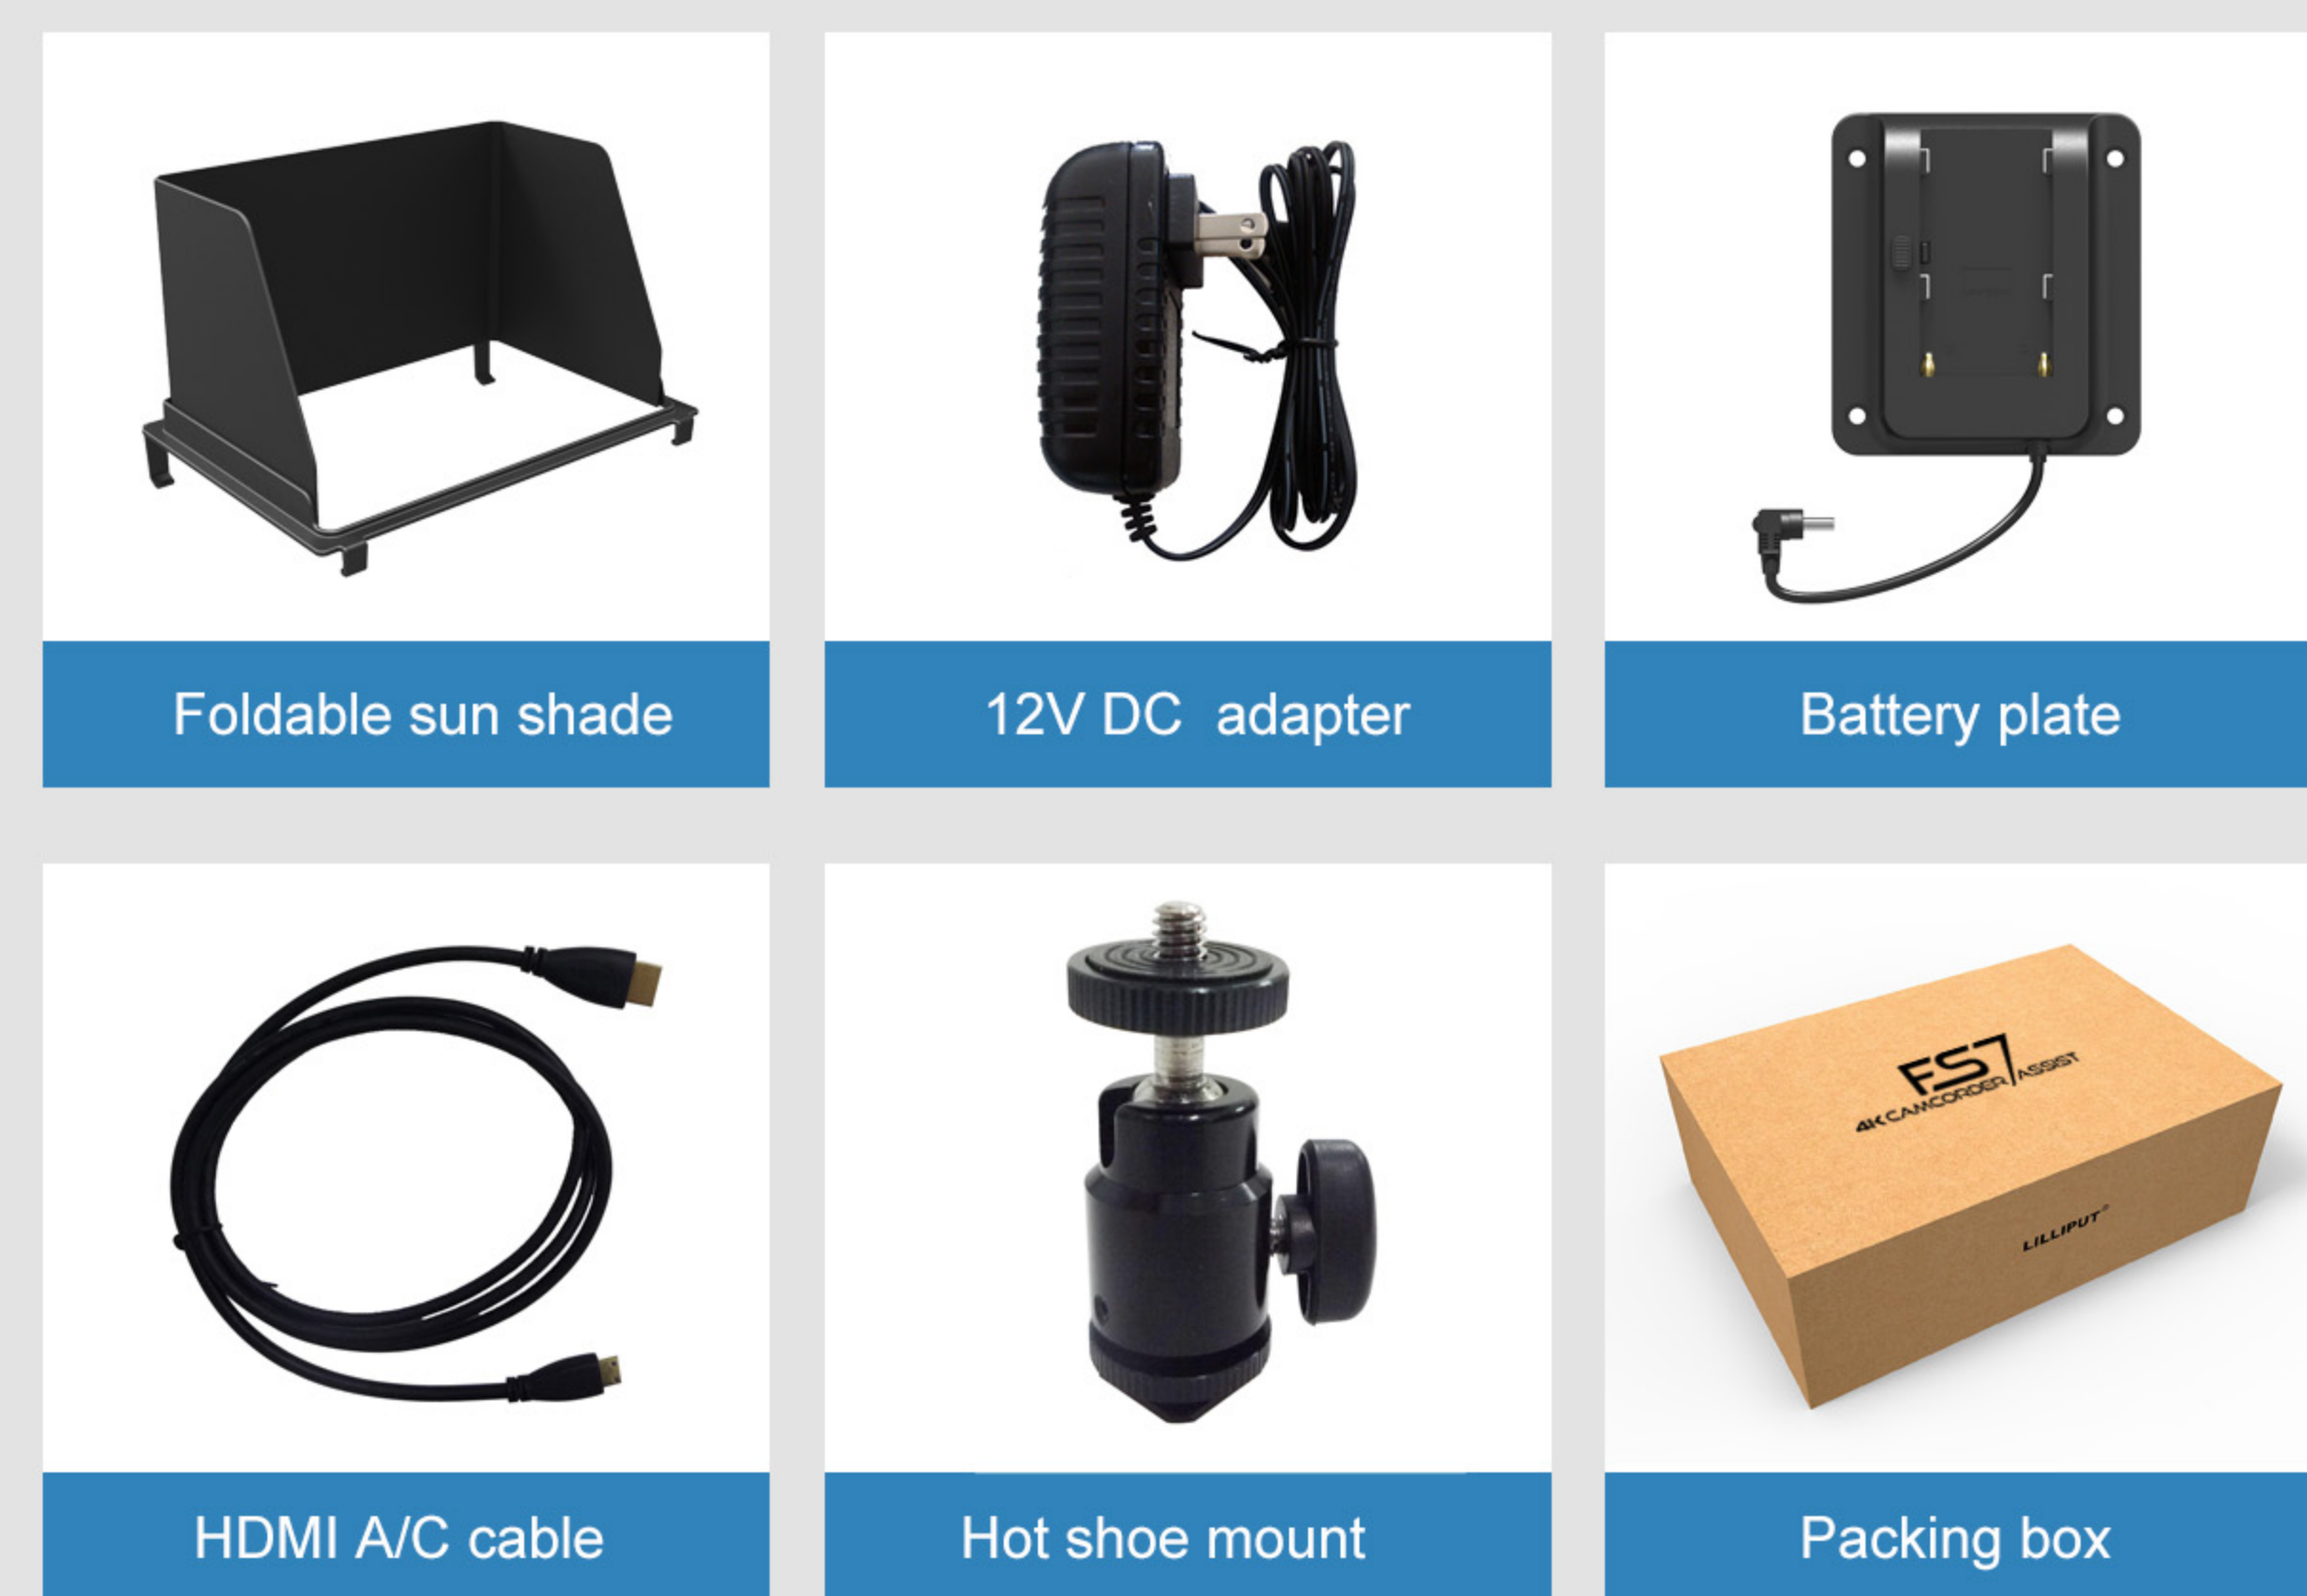 Foldable sun shade
12V DC adapter
Battery plate
FS7
4K CAMCORDER ASSIST
LILLIPUT®
HDMI A/C cable
Hot shoe mount
Packing box